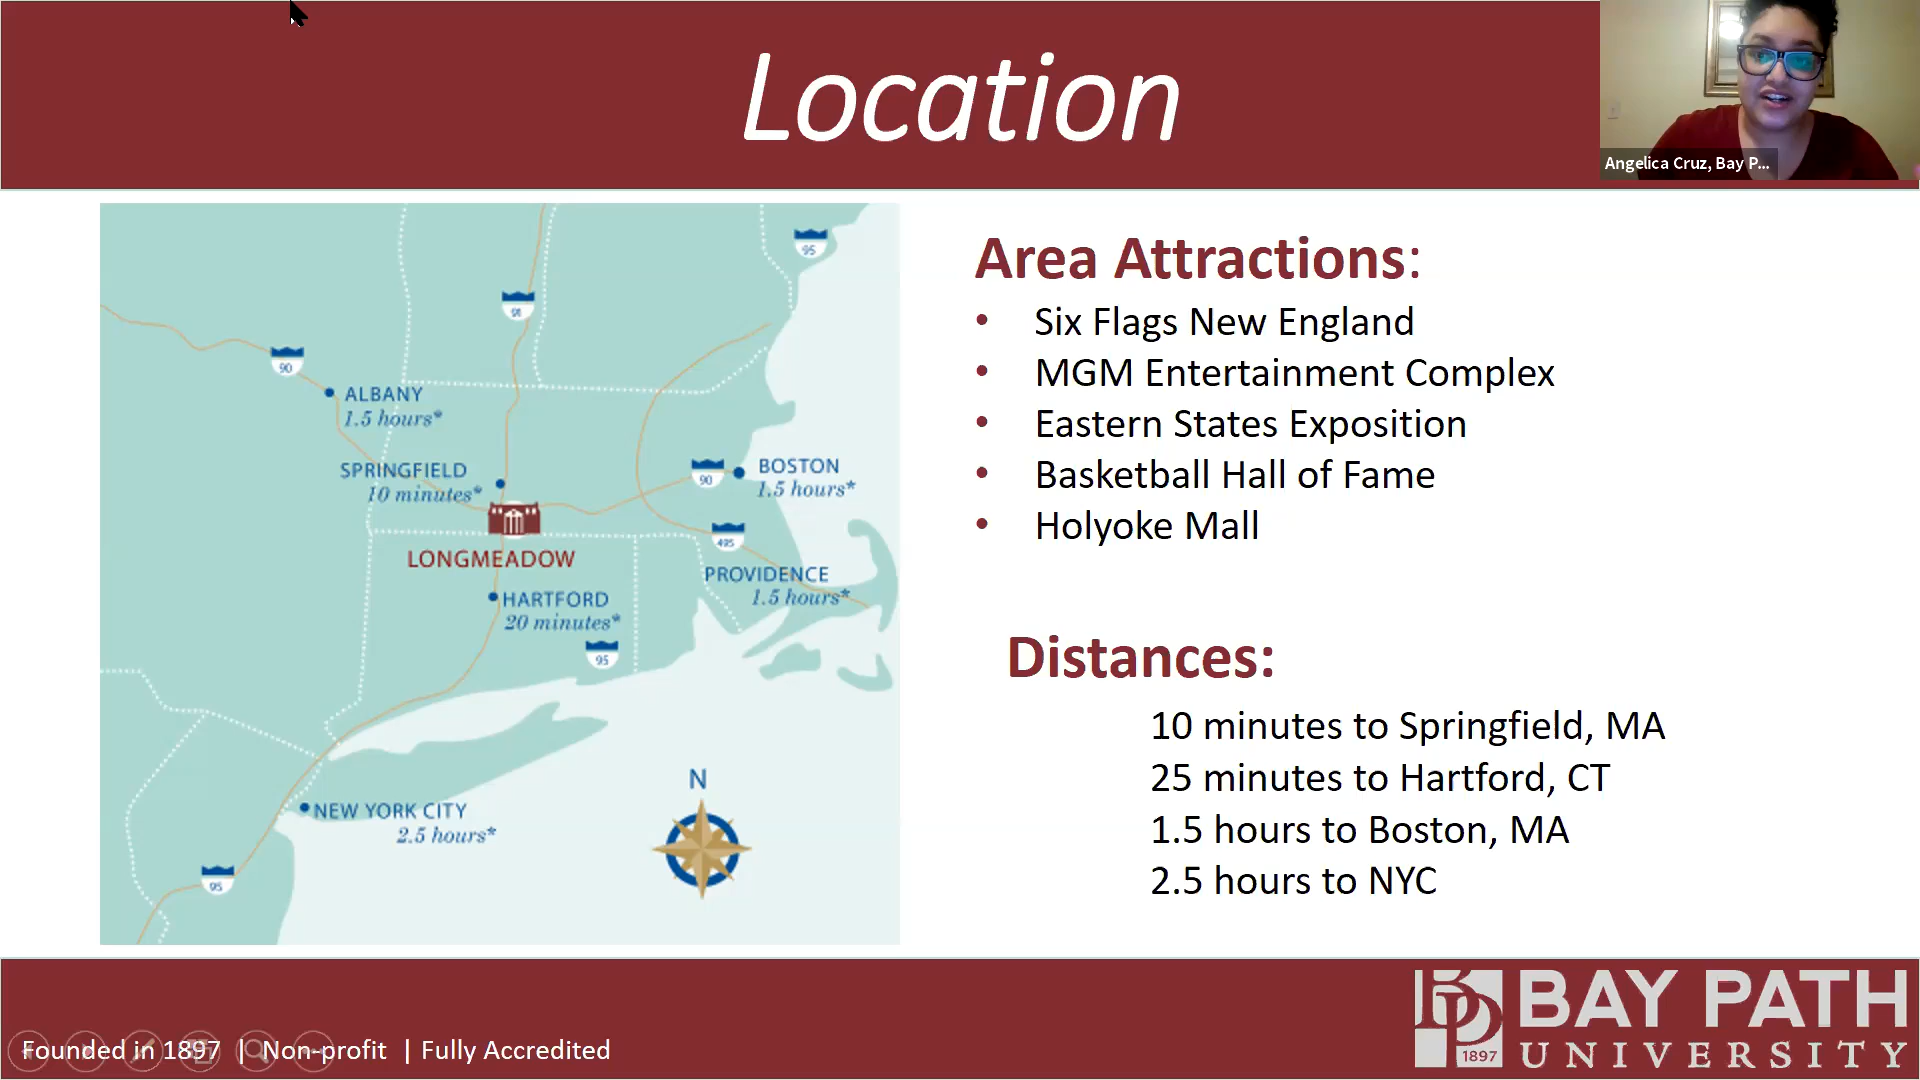 Location
Angelica Cruz, Bay P...
95
91
90
ALBANY
1.5 hours*
SPRINGFIELD
10 minutes*
90
BOSTON
1.5 hours*
LONGMEADOW
495
PROVIDENCE
1.5 hours*
HARTFORD
20 minutes*
95
NEW YORK CITY
2.5 hours*
95
N
Area Attractions:
• Six Flags New England
• MGM Entertainment Complex
• Eastern States Exposition
• Basketball Hall of Fame
• Holyoke Mall
Distances:
10 minutes to Springfield, MA
25 minutes to Hartford, CT
1.5 hours to Boston, MA
2.5 hours to NYC
Founded in 1897 | Non-profit | Fully Accredited
BP
1897
BAY PATH
UNIVERSITY